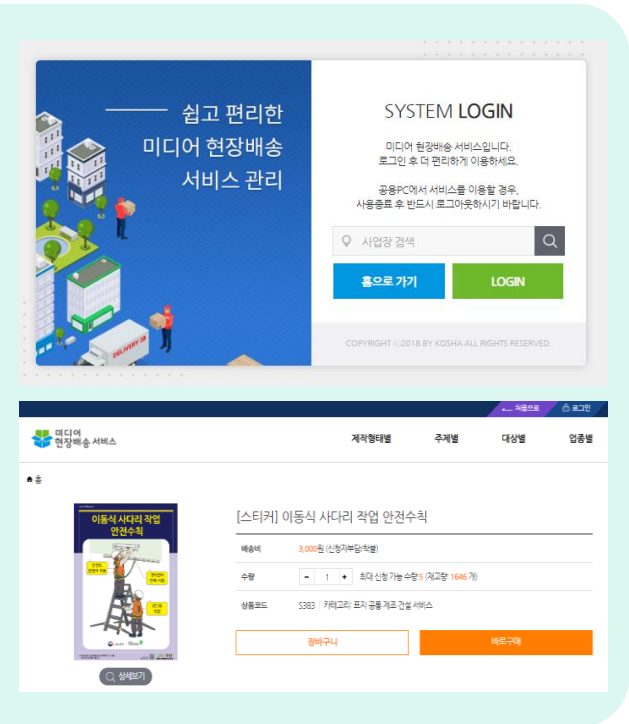 쉽고 편리한
미디어 현장배송
서비스 관리
SYSTEM LOGIN
미디어 현장배송 서비스입니다.
로그인 후 더 편리하게 이용하세요.
공용PC에서 서비스를 이용할 경우,
사용종료 후 반드시 로그아웃하시기 바랍니다.
사업장 검색
홈으로 가기
LOGIN
DELIVERY
COPYRIGHT ⓒ2018 BY KOSHA ALL RIGHTS RESERVED.
처음으로
로그인
미디어
현장배송 서비스
제작형태별
주제별
대상별
업종별
홈
이동식 사다리 작업
안전수칙
[스티커] 이동식 사다리 작업 안전수칙
배송비
3,000원 (신청자부담/착불)
수량
- 1 +
최대 신청 가능 수량 5 (재고량: 1646 개)
상품코드
S383
카테고리: 표지 공통 제조 건설 서비스
장바구니
바로구매
상세보기